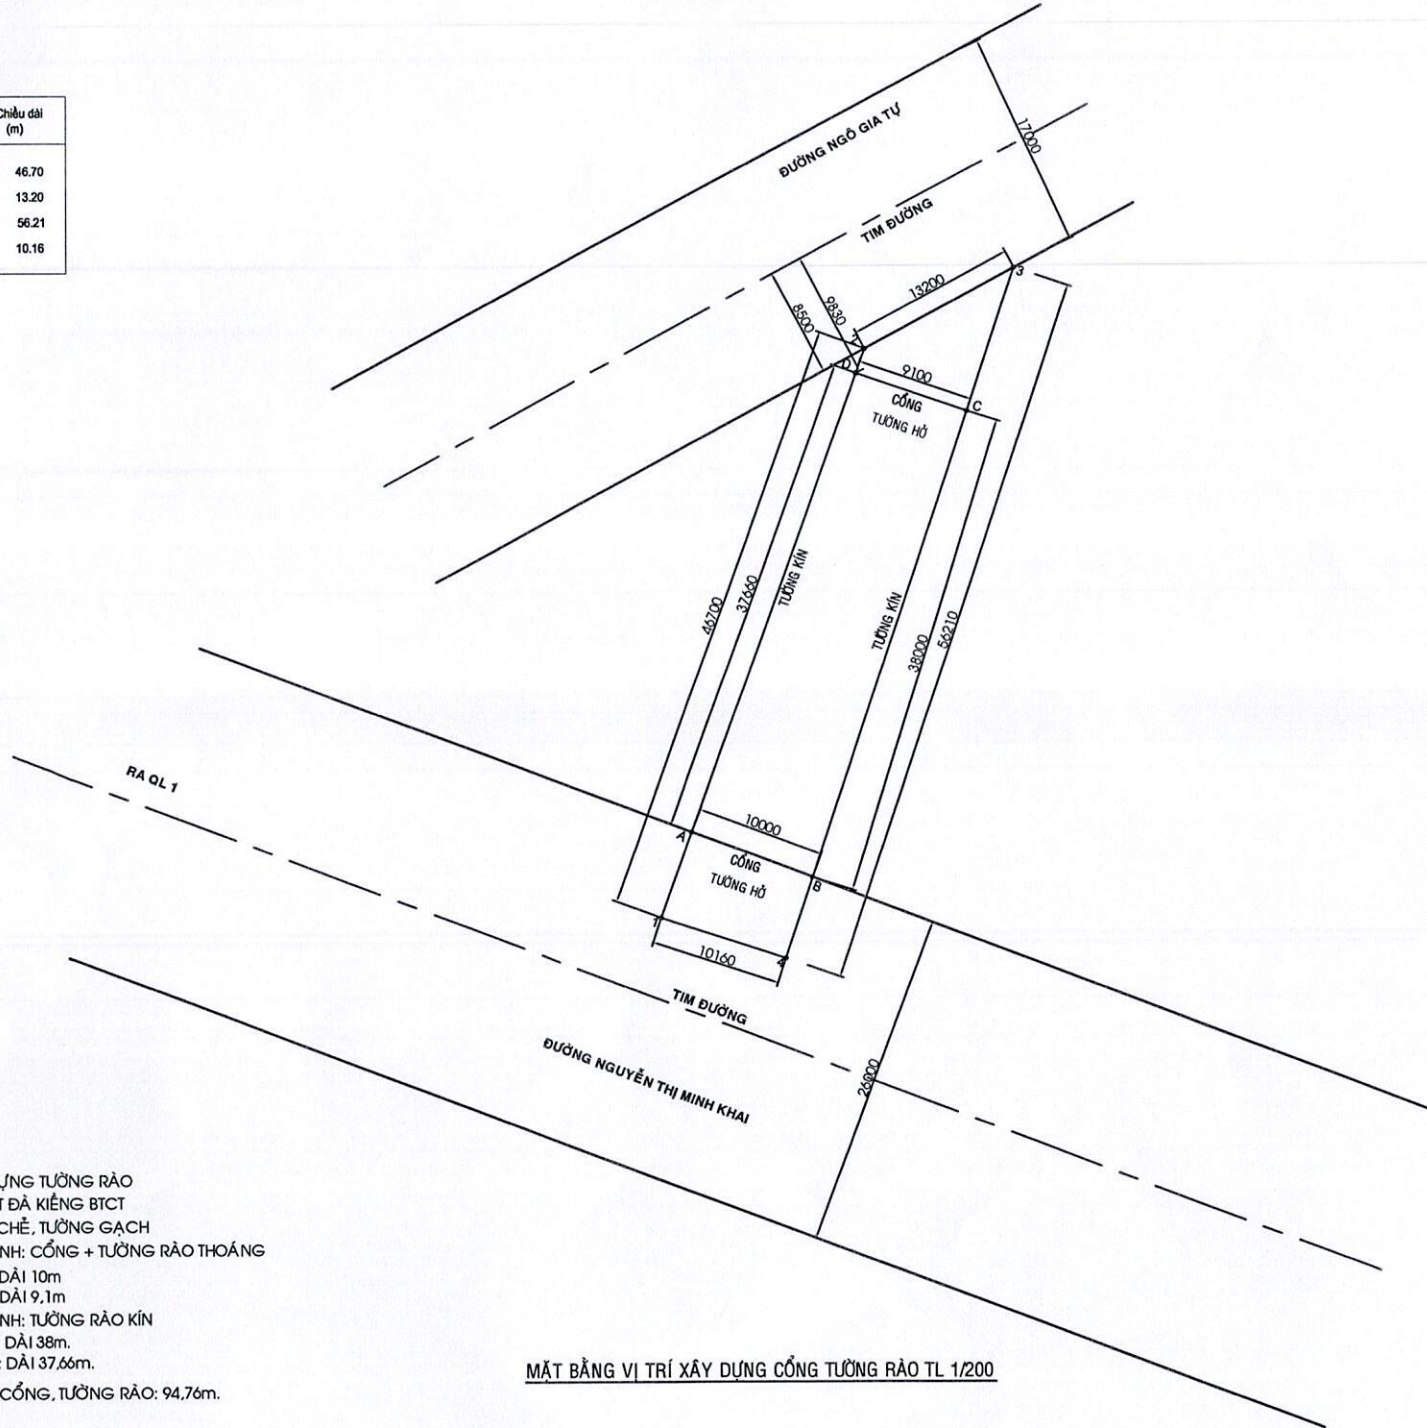 Chiều dài
(m)
46.70
13.20
56.21
10.16
ĐƯỜNG NGÔ GIA TỰ
17000
TIM ĐƯỜNG
13200
3
9830
8500
2
D
9100
CỔNG
C
TƯỜNG HỞ
TƯỜNG KÍN
37660
46700
TƯỜNG KÍN
38000
56210
RA QL 1
10000
A
CỔNG
B
TƯỜNG HỞ
1
10160
4
TIM ĐƯỜNG
ĐƯỜNG NGUYỄN THỊ MINH KHAI
26000
ỰNG TƯỜNG RÀO
T ĐÀ KIỀNG BTCT
CHẺ, TƯỜNG GẠCH
NH: CỔNG + TƯỜNG RÀO THOÁNG
DÀI 10m
DÀI 9,1m
NH: TƯỜNG RÀO KÍN
DÀI 38m.
: DÀI 37,66m.
CỔNG, TƯỜNG RÀO: 94,76m.
MẶT BẰNG VỊ TRÍ XÂY DỰNG CỔNG TƯỜNG RÀO TL 1/200